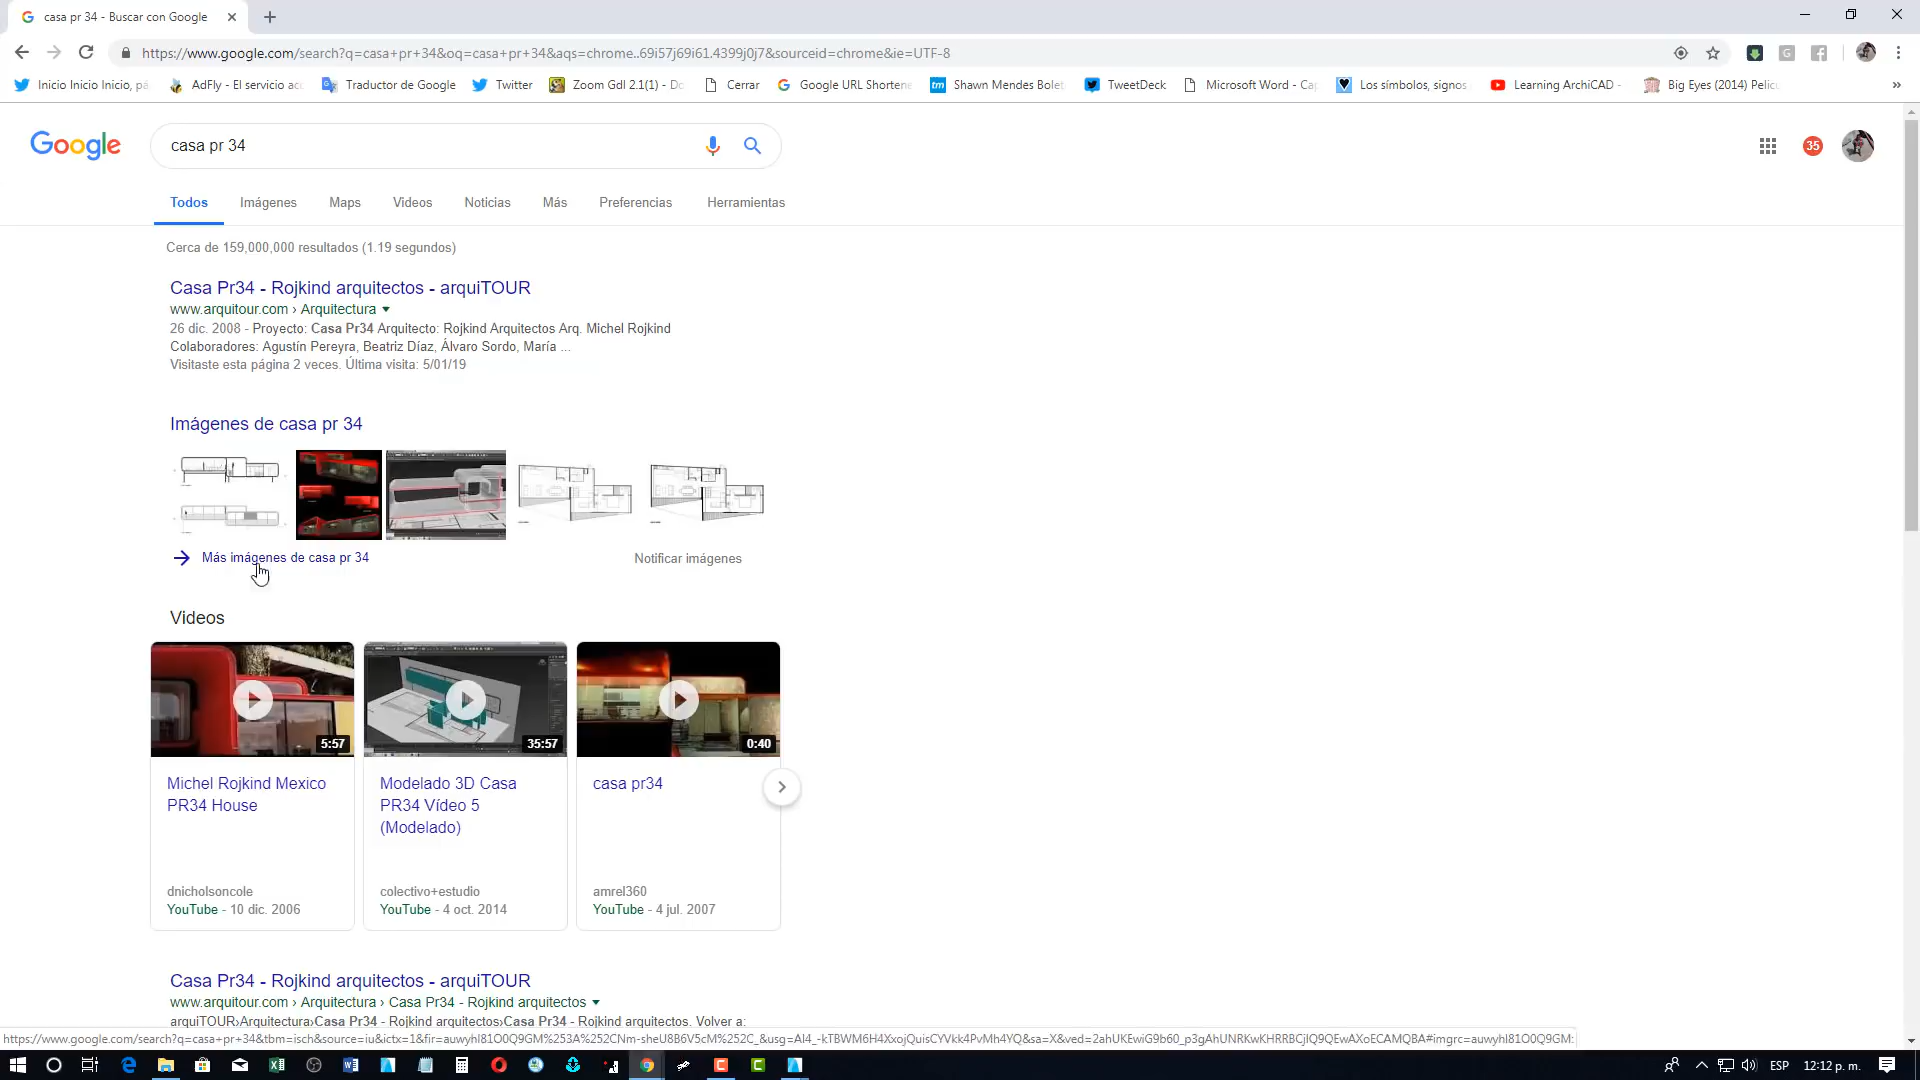 casa pr 34 - Buscar con Google
https://www.google.com/search?q=casa+pr+34&oq=casa+pr+34&aqs=chrome..69i57j69i61.4399j0j7&sourceid=chrome&ie=UTF-8
Inicio Inicio Inicio, pá
AdFly - El servicio acc
Traductor de Google
Twitter
Zoom Gdl 2.1(1) - Do
Cerrar
Google URL Shortene
Shawn Mendes Bolet
TweetDeck
Microsoft Word - Cap
Los símbolos, signos
Learning ArchiCAD -
Big Eyes (2014) Pelícu
»
Google
casa pr 34
35
Todos
Imágenes
Maps
Videos
Noticias
Más
Preferencias
Herramientas
Cerca de 159,000,000 resultados (1.19 segundos)
Casa Pr34 - Rojkind arquitectos - arquiTOUR
www.arquitour.com › Arquitectura
26 dic. 2008 - Proyecto: Casa Pr34 Arquitecto: Rojkind Arquitectos Arq. Michel Rojkind
Colaboradores: Agustín Pereyra, Beatriz Díaz, Álvaro Sordo, María ...
Visitaste esta página 2 veces. Última visita: 5/01/19
Imágenes de casa pr 34
Más imágenes de casa pr 34
Notificar imágenes
Videos
5:57
35:57
0:40
Michel Rojkind Mexico
PR34 House
Modelado 3D Casa
PR34 Vídeo 5
(Modelado)
casa pr34
dnicholsoncole
YouTube - 10 dic. 2006
colectivo+estudio
YouTube - 4 oct. 2014
amrel360
YouTube - 4 jul. 2007
Casa Pr34 - Rojkind arquitectos - arquiTOUR
www.arquitour.com › Arquitectura › Casa Pr34 - Rojkind arquitectos
arquiTOUR›Arquitectura›Casa Pr34 - Rojkind arquitectos›Casa Pr34 - Rojkind arquitectos. Volver a:
ESP
12:12 p. m.